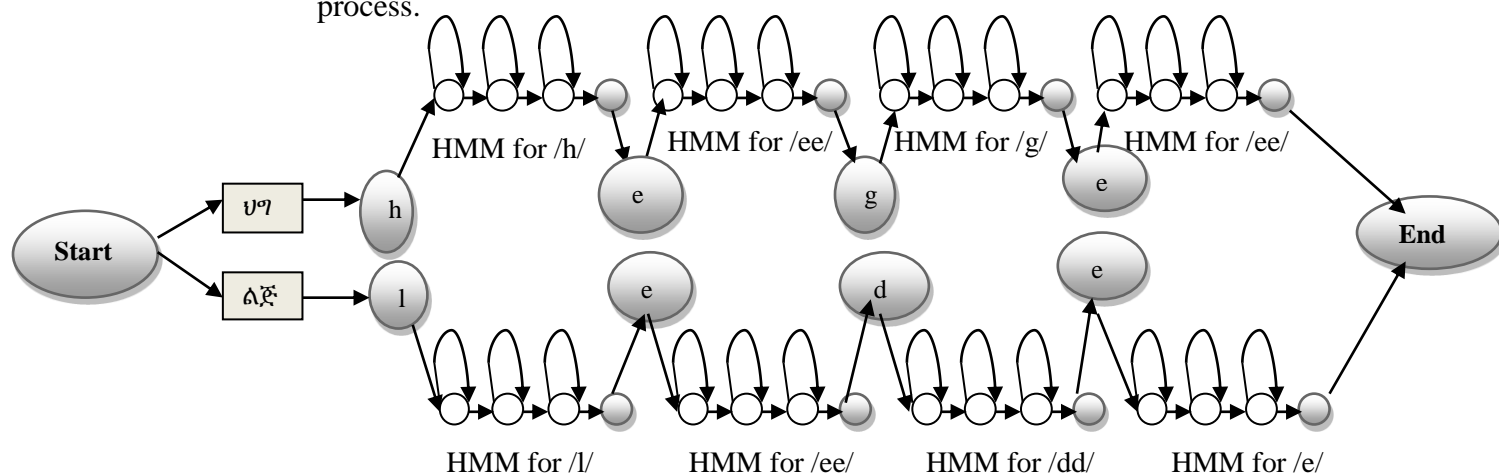 process.
HMM for /h/
HMM for /ee/
HMM for /g/
HMM for /ee/
h
e
g
e
ህግ
Start
End
ልጅ
l
e
d
e
HMM for /l/
HMM for /ee/
HMM for /dd/
HMM for /e/